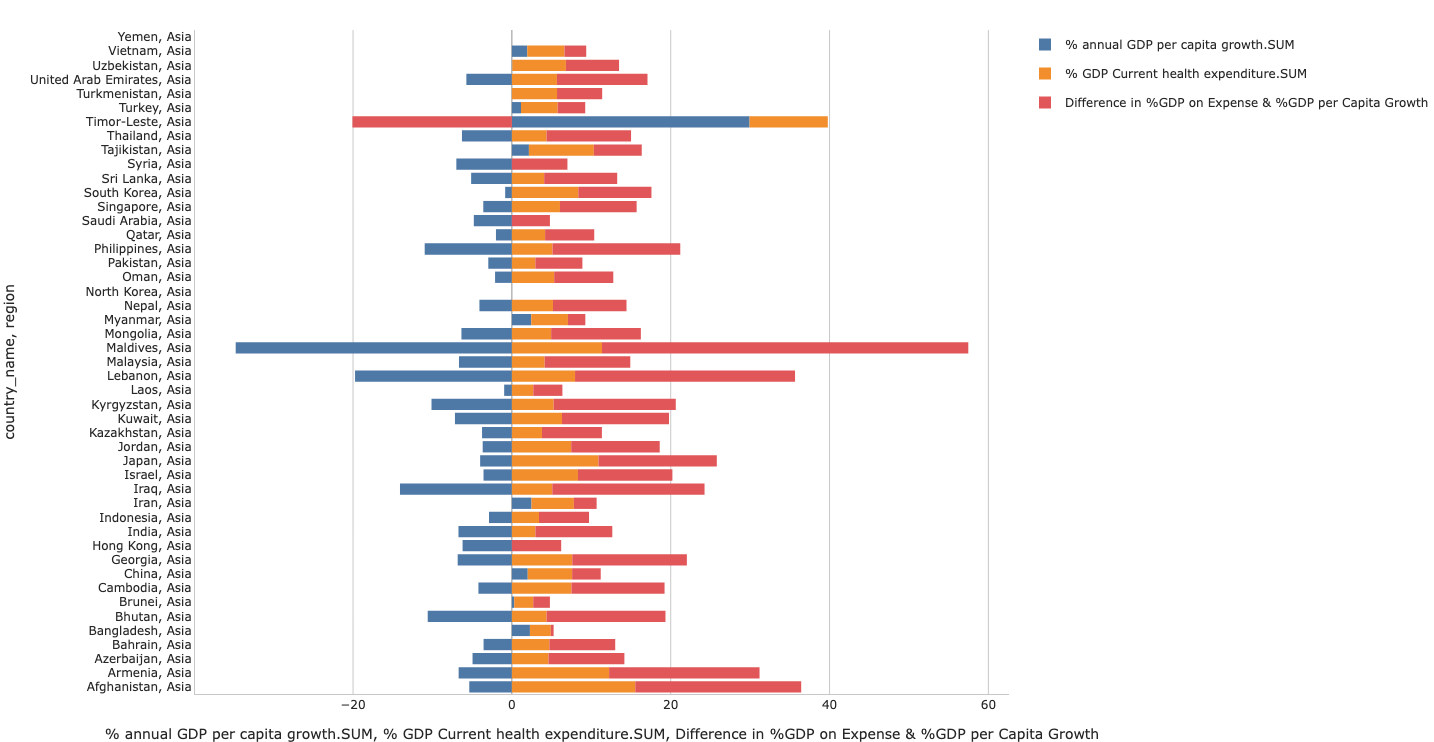 Yemen, Asia
Vietnam, Asia
Uzbekistan, Asia
United Arab Emirates, Asia
Turkmenistan, Asia
Turkey, Asia
Timor-Leste, Asia
Thailand, Asia
Tajikistan, Asia
Syria, Asia
Sri Lanka, Asia
South Korea, Asia
Singapore, Asia
Saudi Arabia, Asia
Qatar, Asia
Philippines, Asia
Pakistan, Asia
Oman, Asia
North Korea, Asia
Nepal, Asia
Myanmar, Asia
Mongolia, Asia
Maldives, Asia
Malaysia, Asia
Lebanon, Asia
Laos, Asia
Kyrgyzstan, Asia
Kuwait, Asia
Kazakhstan, Asia
Jordan, Asia
Japan, Asia
Israel, Asia
Iraq, Asia
Iran, Asia
Indonesia, Asia
India, Asia
Hong Kong, Asia
Georgia, Asia
China, Asia
Cambodia, Asia
Brunei, Asia
Bhutan, Asia
Bangladesh, Asia
Bahrain, Asia
Azerbaijan, Asia
Armenia, Asia
Afghanistan, Asia
country_name, region
−20 0 20 40 60
% annual GDP per capita growth.SUM, % GDP Current health expenditure.SUM, Difference in %GDP on Expense & %GDP per Capita Growth
% annual GDP per capita growth.SUM
% GDP Current health expenditure.SUM
Difference in %GDP on Expense & %GDP per Capita Growth